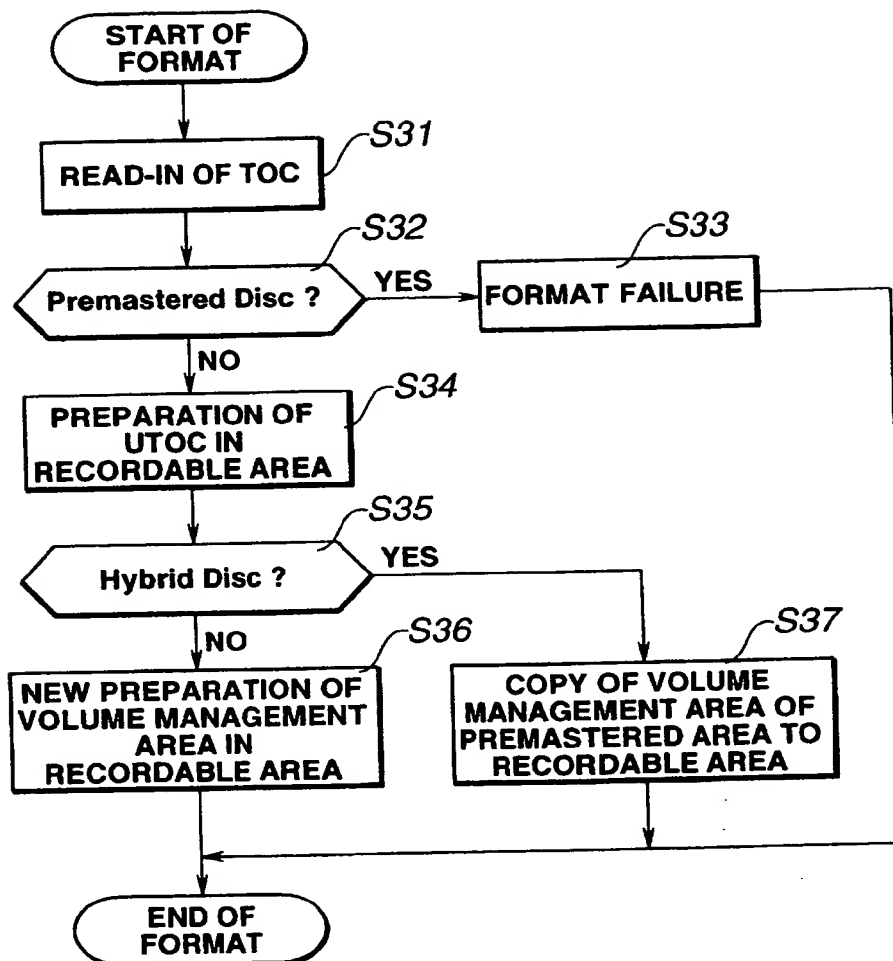 START OF
FORMAT
S31
READ-IN OF TOC
S32
Premastered Disc ?
YES
S33
FORMAT FAILURE
NO
S34
PREPARATION OF
UTOC IN
RECORDABLE AREA
S35
Hybrid Disc ?
YES
NO
S36
NEW PREPARATION OF
VOLUME MANAGEMENT
AREA IN
RECORDABLE AREA
S37
COPY OF VOLUME
MANAGEMENT AREA OF
PREMASTERED AREA TO
RECORDABLE AREA
END OF
FORMAT